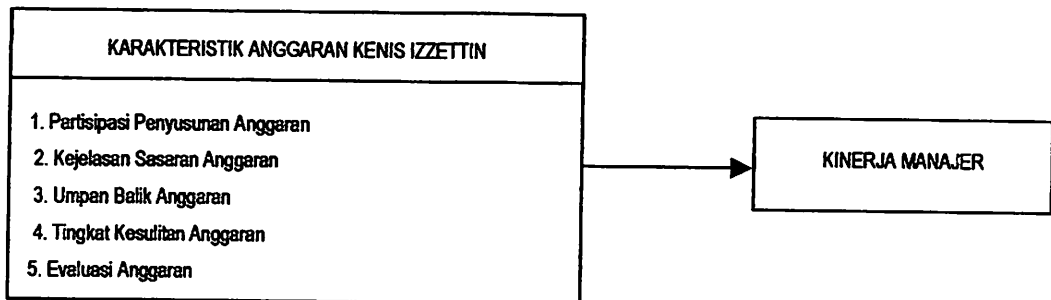 KARAKTERISTIK ANGGARAN KENIS IZZETTIN
1. Partisipasi Penyusunan Anggaran
2. Kejelasan Sasaran Anggaran
3. Umpan Balik Anggaran
4. Tingkat Kesulitan Anggaran
5. Evaluasi Anggaran
KINERJA MANAJER